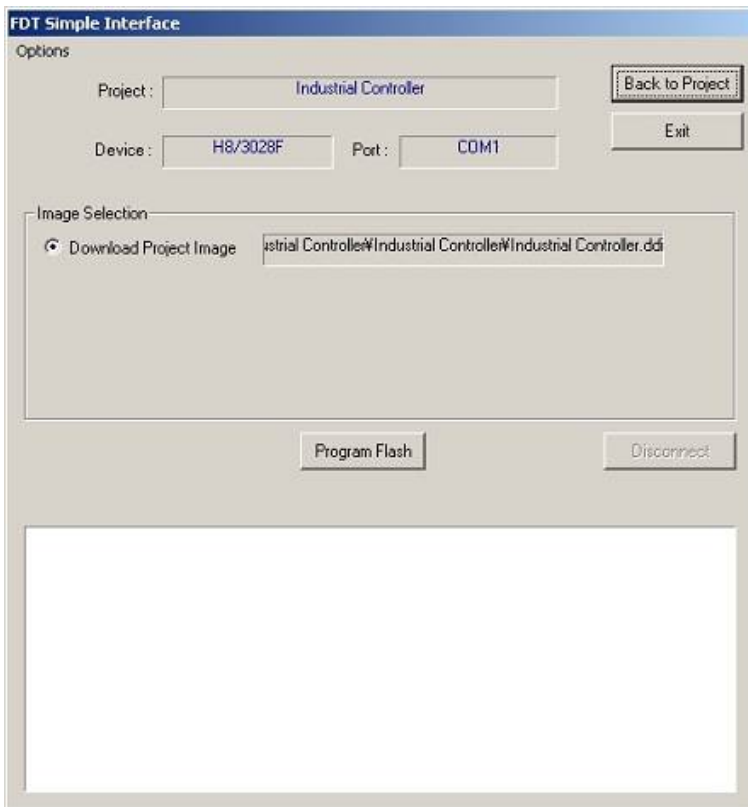 FDT Simple Interface
Options
Project : Industrial Controller Back to Project
Exit
Device : H8/3028F Port : COM1
Image Selection
Download Project Image strial Controller¥Industrial Controller¥Industrial Controller.ddi
Program Flash Disconnect